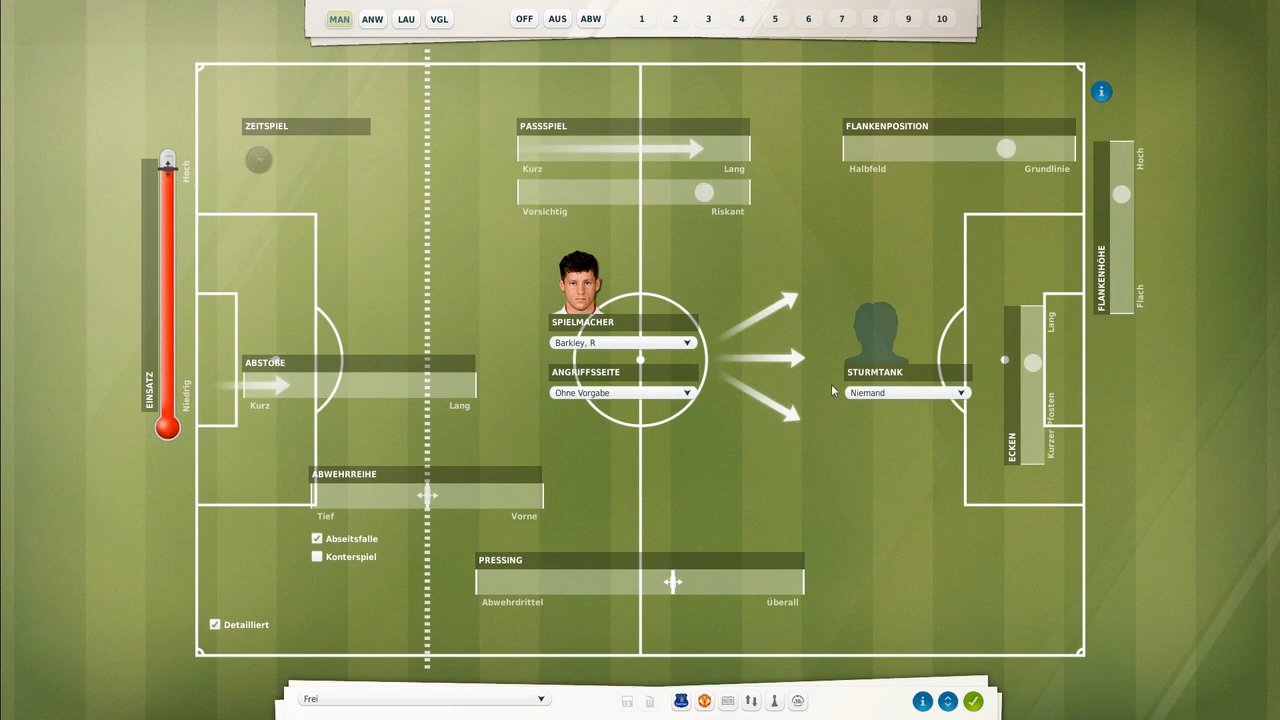 MAN ANW LAU VGL OFF AUS ABW 1 2 3 4 5 6 7 8 9 10
ZEITSPIEL
PASSSPIEL
Kurz Lang
Vorsichtig Riskant
FLANKENPOSITION
Halbfeld Grundlinie
EINSATZ
Hoch
Niedrig
FLANKENHÖHE
Hoch
Flach
SPIELMACHER
Barkley, R
ANGRIFFSSEITE
Ohne Vorgabe
STURMTANK
Niemand
ABSTÖßE
Kurz Lang
ECKEN
Lang
Kurzer Pfosten
ABWEHRREIHE
Tief Vorne
Abseitsfalle
Konterspiel
PRESSING
Abwehrdrittel Überall
Detailliert
Frei